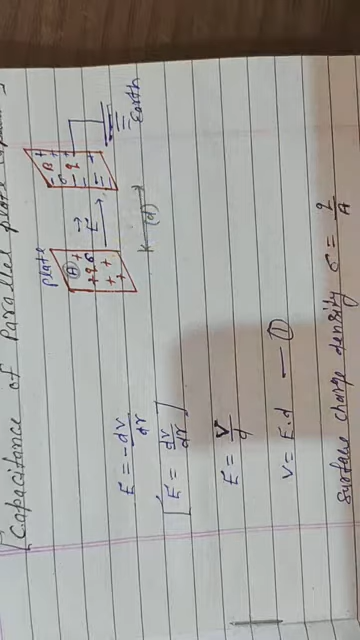 Capacitance of Parallel plate
plate
(A) +
+ q σ
+ +
+ +
E →
- B +
σ +
- q +
Earth
(d)
E = - dV/dr
[E = dV/dr]
E = V/d
V = E.d — ①
Surface charge density σ = q/A